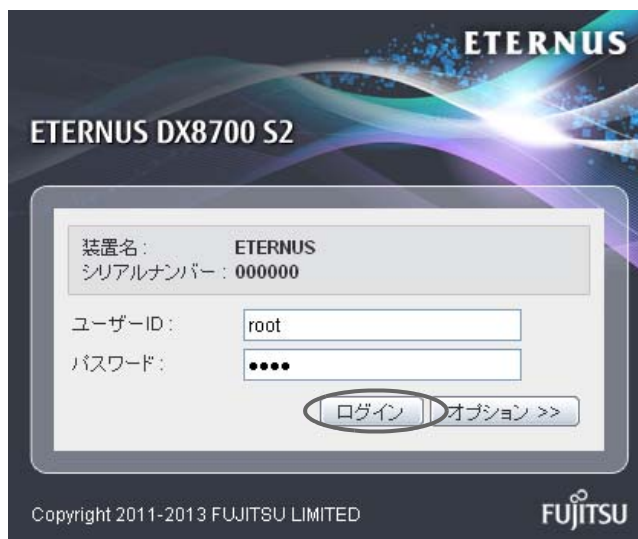 ETERNUS
ETERNUS DX8700 S2
装置名 : ETERNUS
シリアルナンバー : 000000
ユーザーID : root
パスワード : ●●●●
ログイン オプション >>
Copyright 2011-2013 FUJITSU LIMITED FUJITSU